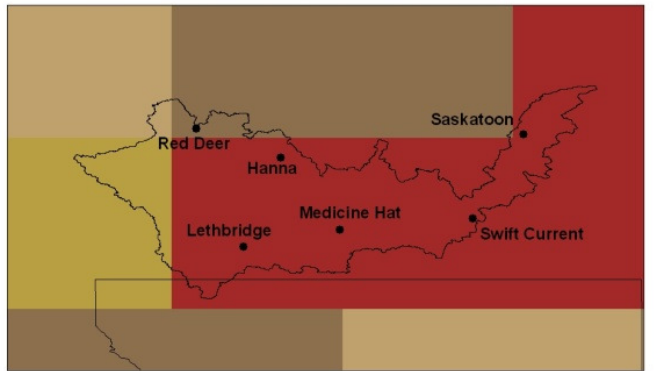 Saskatoon
Red Deer
Hanna
Medicine Hat
Lethbridge
Swift Current